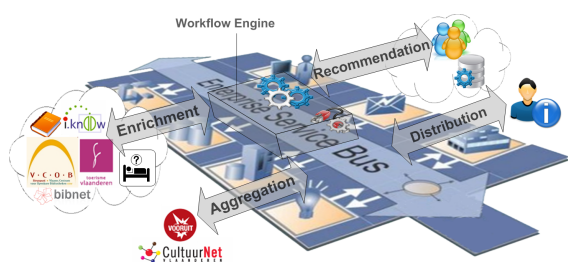 Workflow Engine
Recommendation
Enterprise Service Bus
i.know
Enrichment
Distribution
V·C·O·B
toerisme
vlaanderen
?
bibnet
Aggregation
VOORUIT
CultuurNet
VLAANDEREN
i